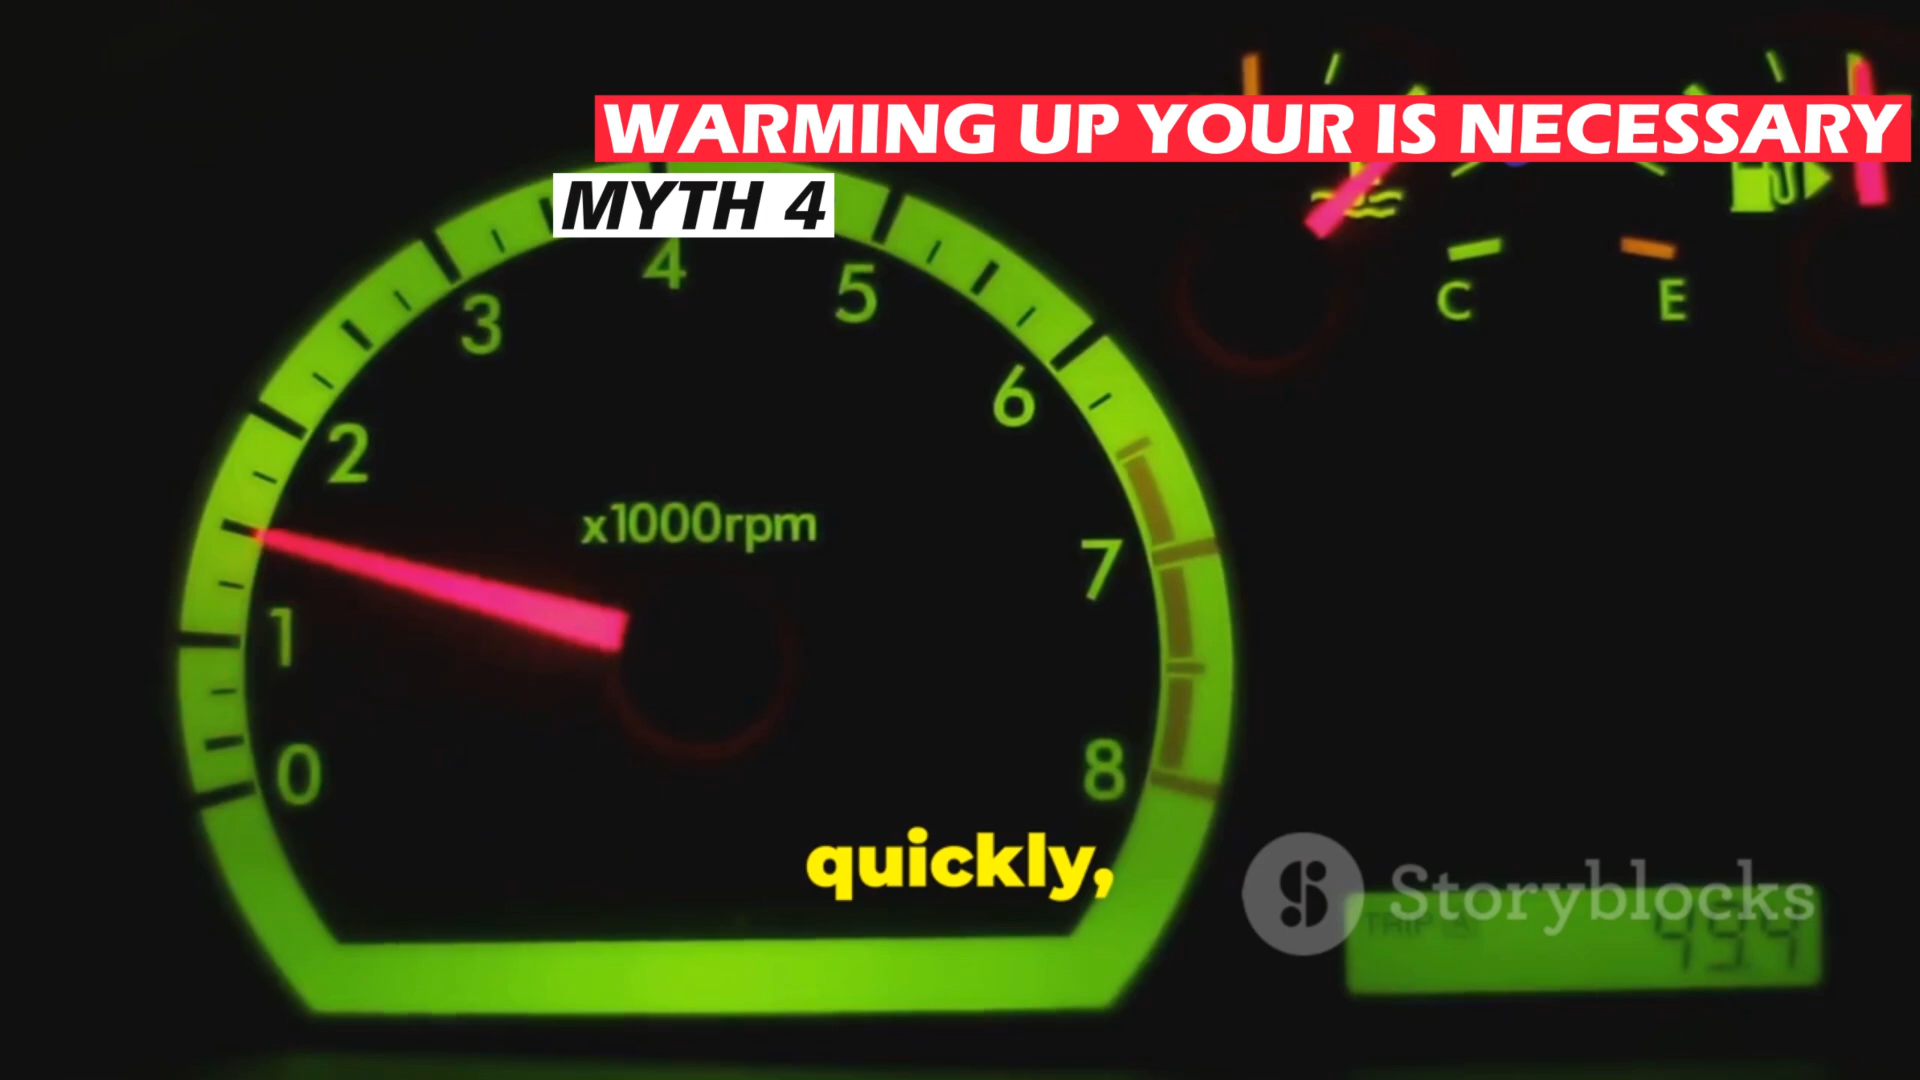 WARMING UP YOUR IS NECESSARY
MYTH 4
4
3
5
2
6
x1000rpm
1
7
0
8
C
E
quickly,
Storyblocks
TRIP